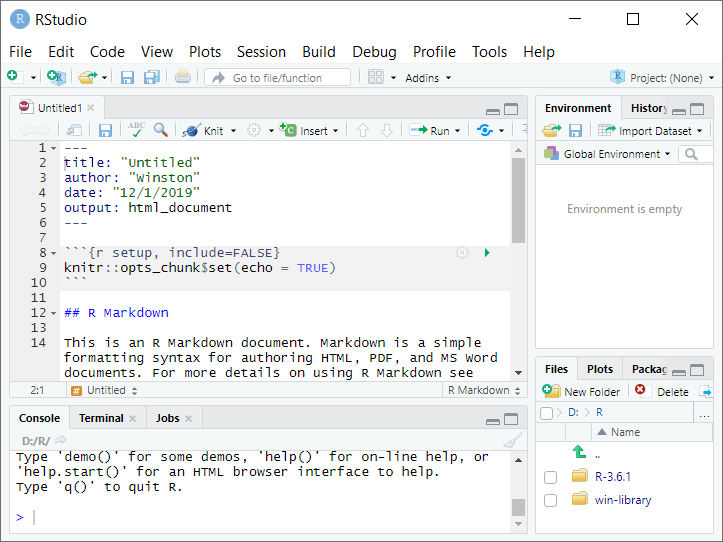 RStudio
File Edit Code View Plots Session Build Debug Profile Tools Help
Go to file/function Addins Project: (None)
Untitled1
ABC Knit Insert Run
1 ---
2 title: "Untitled"
3 author: "Winston"
4 date: "12/1/2019"
5 output: html_document
6 ---
7
8 ```{r setup, include=FALSE}
9 knitr::opts_chunk$set(echo = TRUE)
10 ```
11
12 ## R Markdown
13
14 This is an R Markdown document. Markdown is a simple
formatting syntax for authoring HTML, PDF, and MS Word
documents. For more details on using R Markdown see
2:1 # Untitled R Markdown
Console Terminal Jobs
D:/R/
Type 'demo()' for some demos, 'help()' for on-line help, or
'help.start()' for an HTML browser interface to help.
Type 'q()' to quit R.
>
Environment History
Import Dataset
Global Environment
Environment is empty
Files Plots Packag
New Folder Delete
D: R ...
Name
..
R-3.6.1
win-library